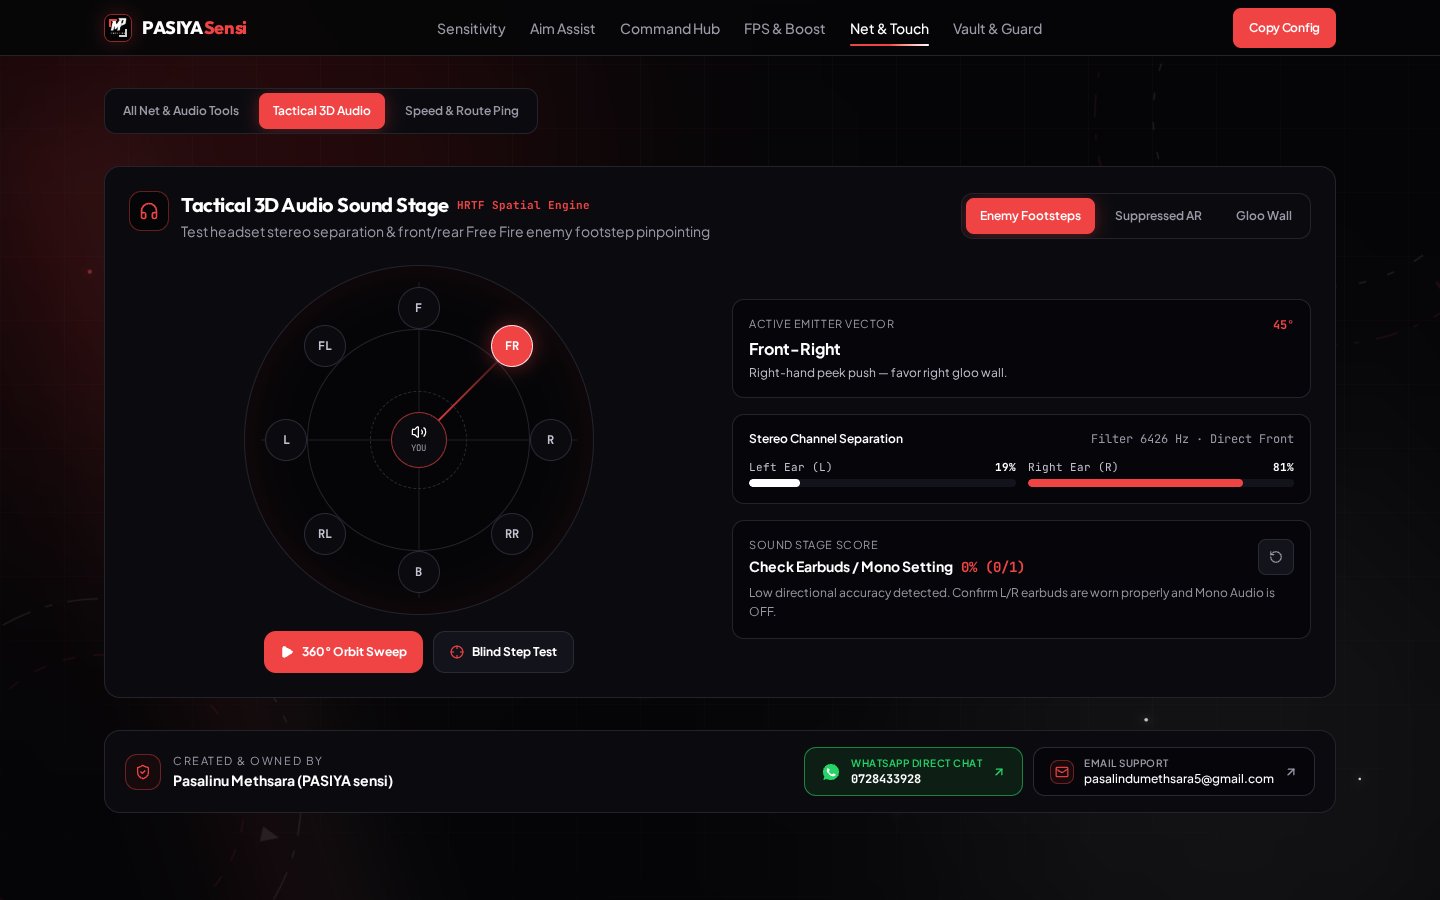 PASIYA Sensi
Sensitivity
Aim Assist
Command Hub
FPS & Boost
Net & Touch
Vault & Guard
Copy Config
All Net & Audio Tools
Tactical 3D Audio
Speed & Route Ping
Tactical 3D Audio Sound Stage HRTF Spatial Engine
Test headset stereo separation & front/rear Free Fire enemy footstep pinpointing
Enemy Footsteps
Suppressed AR
Gloo Wall
F
FL
FR
L
YOU
R
RL
RR
B
360° Orbit Sweep
Blind Step Test
ACTIVE EMITTER VECTOR
45°
Front-Right
Right-hand peek push — favor right gloo wall.
Stereo Channel Separation
Filter 6426 Hz · Direct Front
Left Ear (L)
19%
Right Ear (R)
81%
SOUND STAGE SCORE
Check Earbuds / Mono Setting 0% (0/1)
Low directional accuracy detected. Confirm L/R earbuds are worn properly and Mono Audio is
OFF.
CREATED & OWNED BY
Pasalinu Methsara (PASIYA sensi)
WHATSAPP DIRECT CHAT
0728433928
EMAIL SUPPORT
pasalindumethsara5@gmail.com